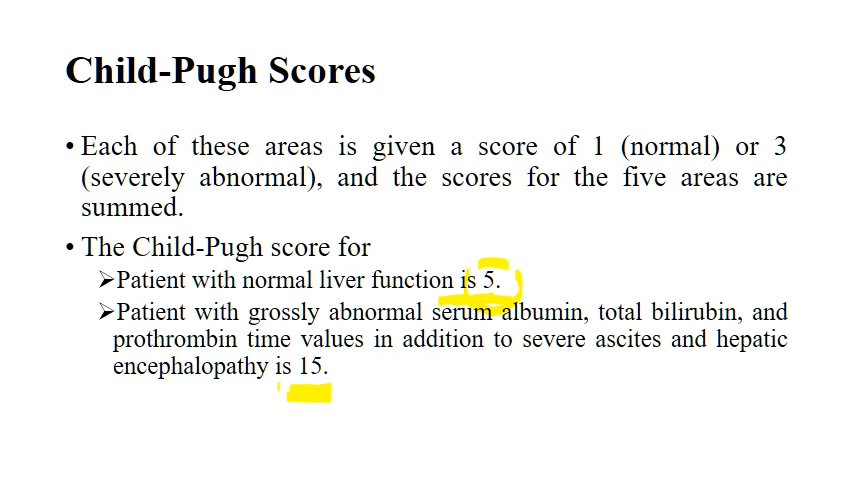 Child-Pugh Scores
• Each of these areas is given a score of 1 (normal) or 3
(severely abnormal), and the scores for the five areas are
summed.
• The Child-Pugh score for
➢Patient with normal liver function is 5.
➢Patient with grossly abnormal serum albumin, total bilirubin, and
prothrombin time values in addition to severe ascites and hepatic
encephalopathy is 15.